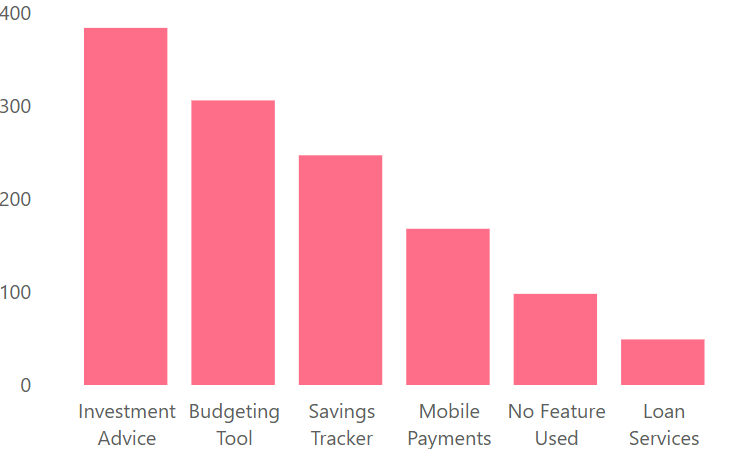 400
300
200
100
0
Investment Advice
Budgeting Tool
Savings Tracker
Mobile Payments
No Feature Used
Loan Services